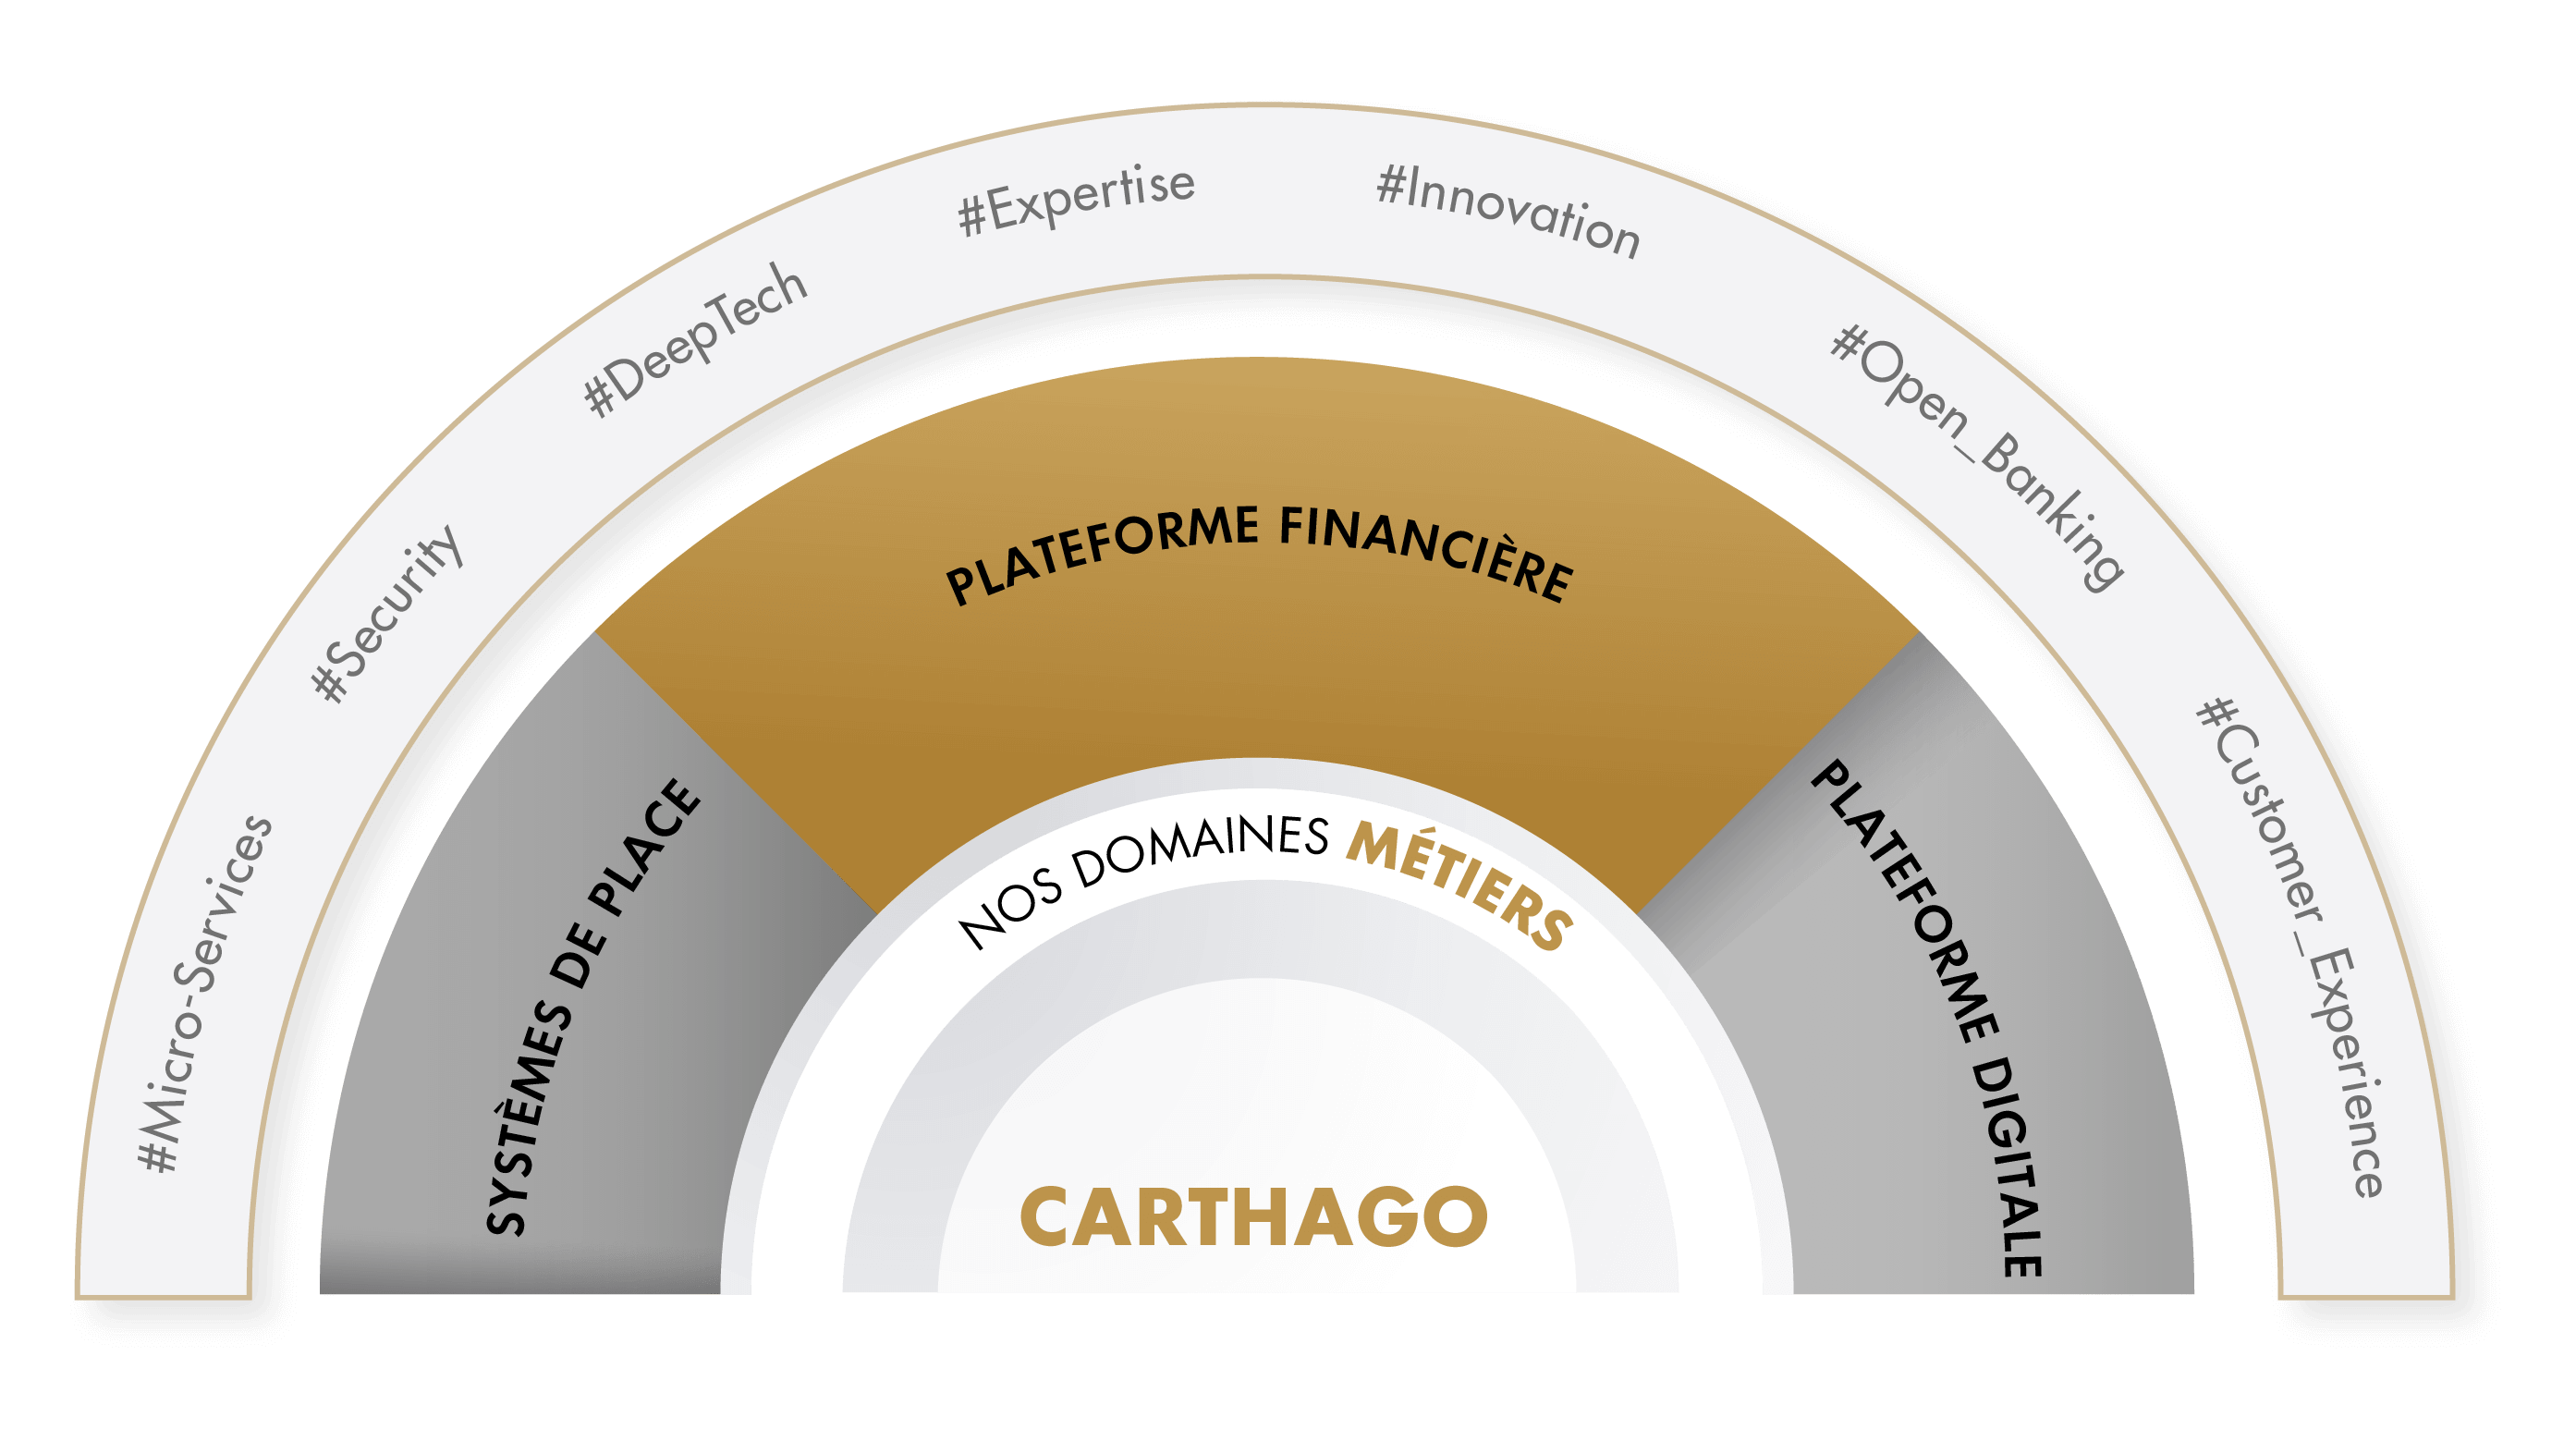 #Micro-Services
#Security
#DeepTech
#Expertise
#Innovation
#Open_Banking
#Customer_Experience
SYSTÈMES DE PLACE
PLATEFORME FINANCIÈRE
PLATEFORME DIGITALE
NOS DOMAINES MÉTIERS
CARTHAGO